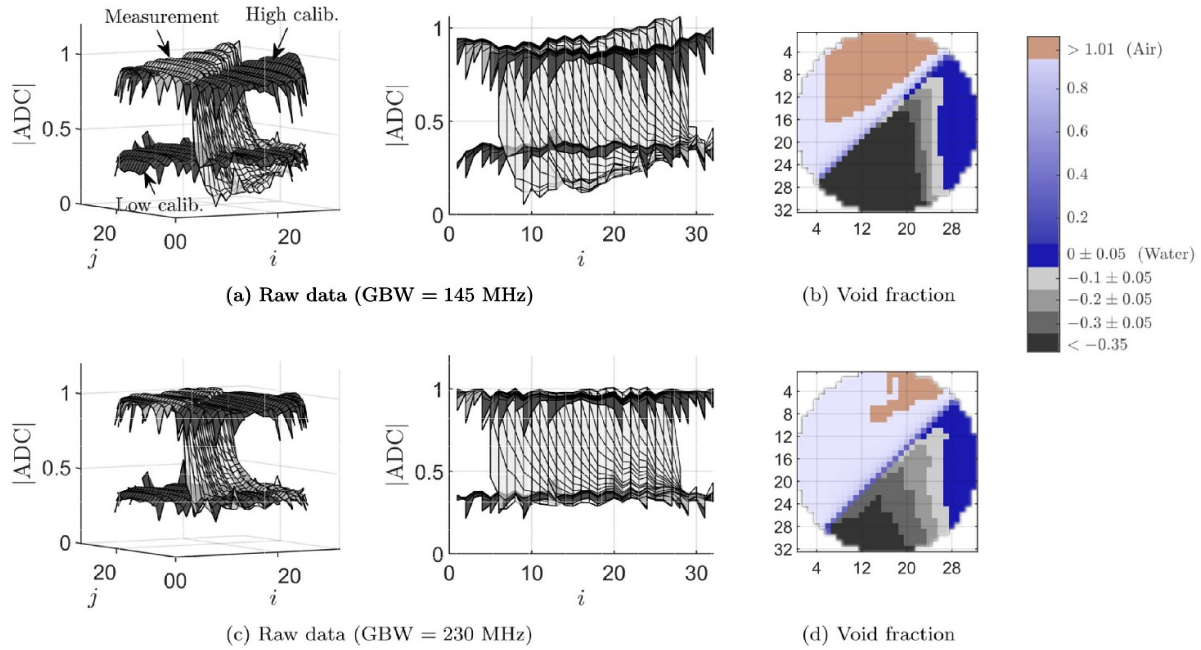 Measurement
High calib.
1
0.5
0
|ADC|
Low calib.
20
00
20
j
i
1
0.5
0
|ADC|
0
10
20
30
i
4
8
12
16
20
24
28
32
4
12
20
28
> 1.01 (Air)
0.8
0.6
0.4
0.2
0 ± 0.05 (Water)
−0.1 ± 0.05
−0.2 ± 0.05
−0.3 ± 0.05
< −0.35
(a) Raw data (GBW = 145 MHz)
(b) Void fraction
1
0.5
0
|ADC|
20
00
20
j
i
1
0.5
0
|ADC|
0
10
20
30
i
4
8
12
16
20
24
28
32
4
12
20
28
(c) Raw data (GBW = 230 MHz)
(d) Void fraction